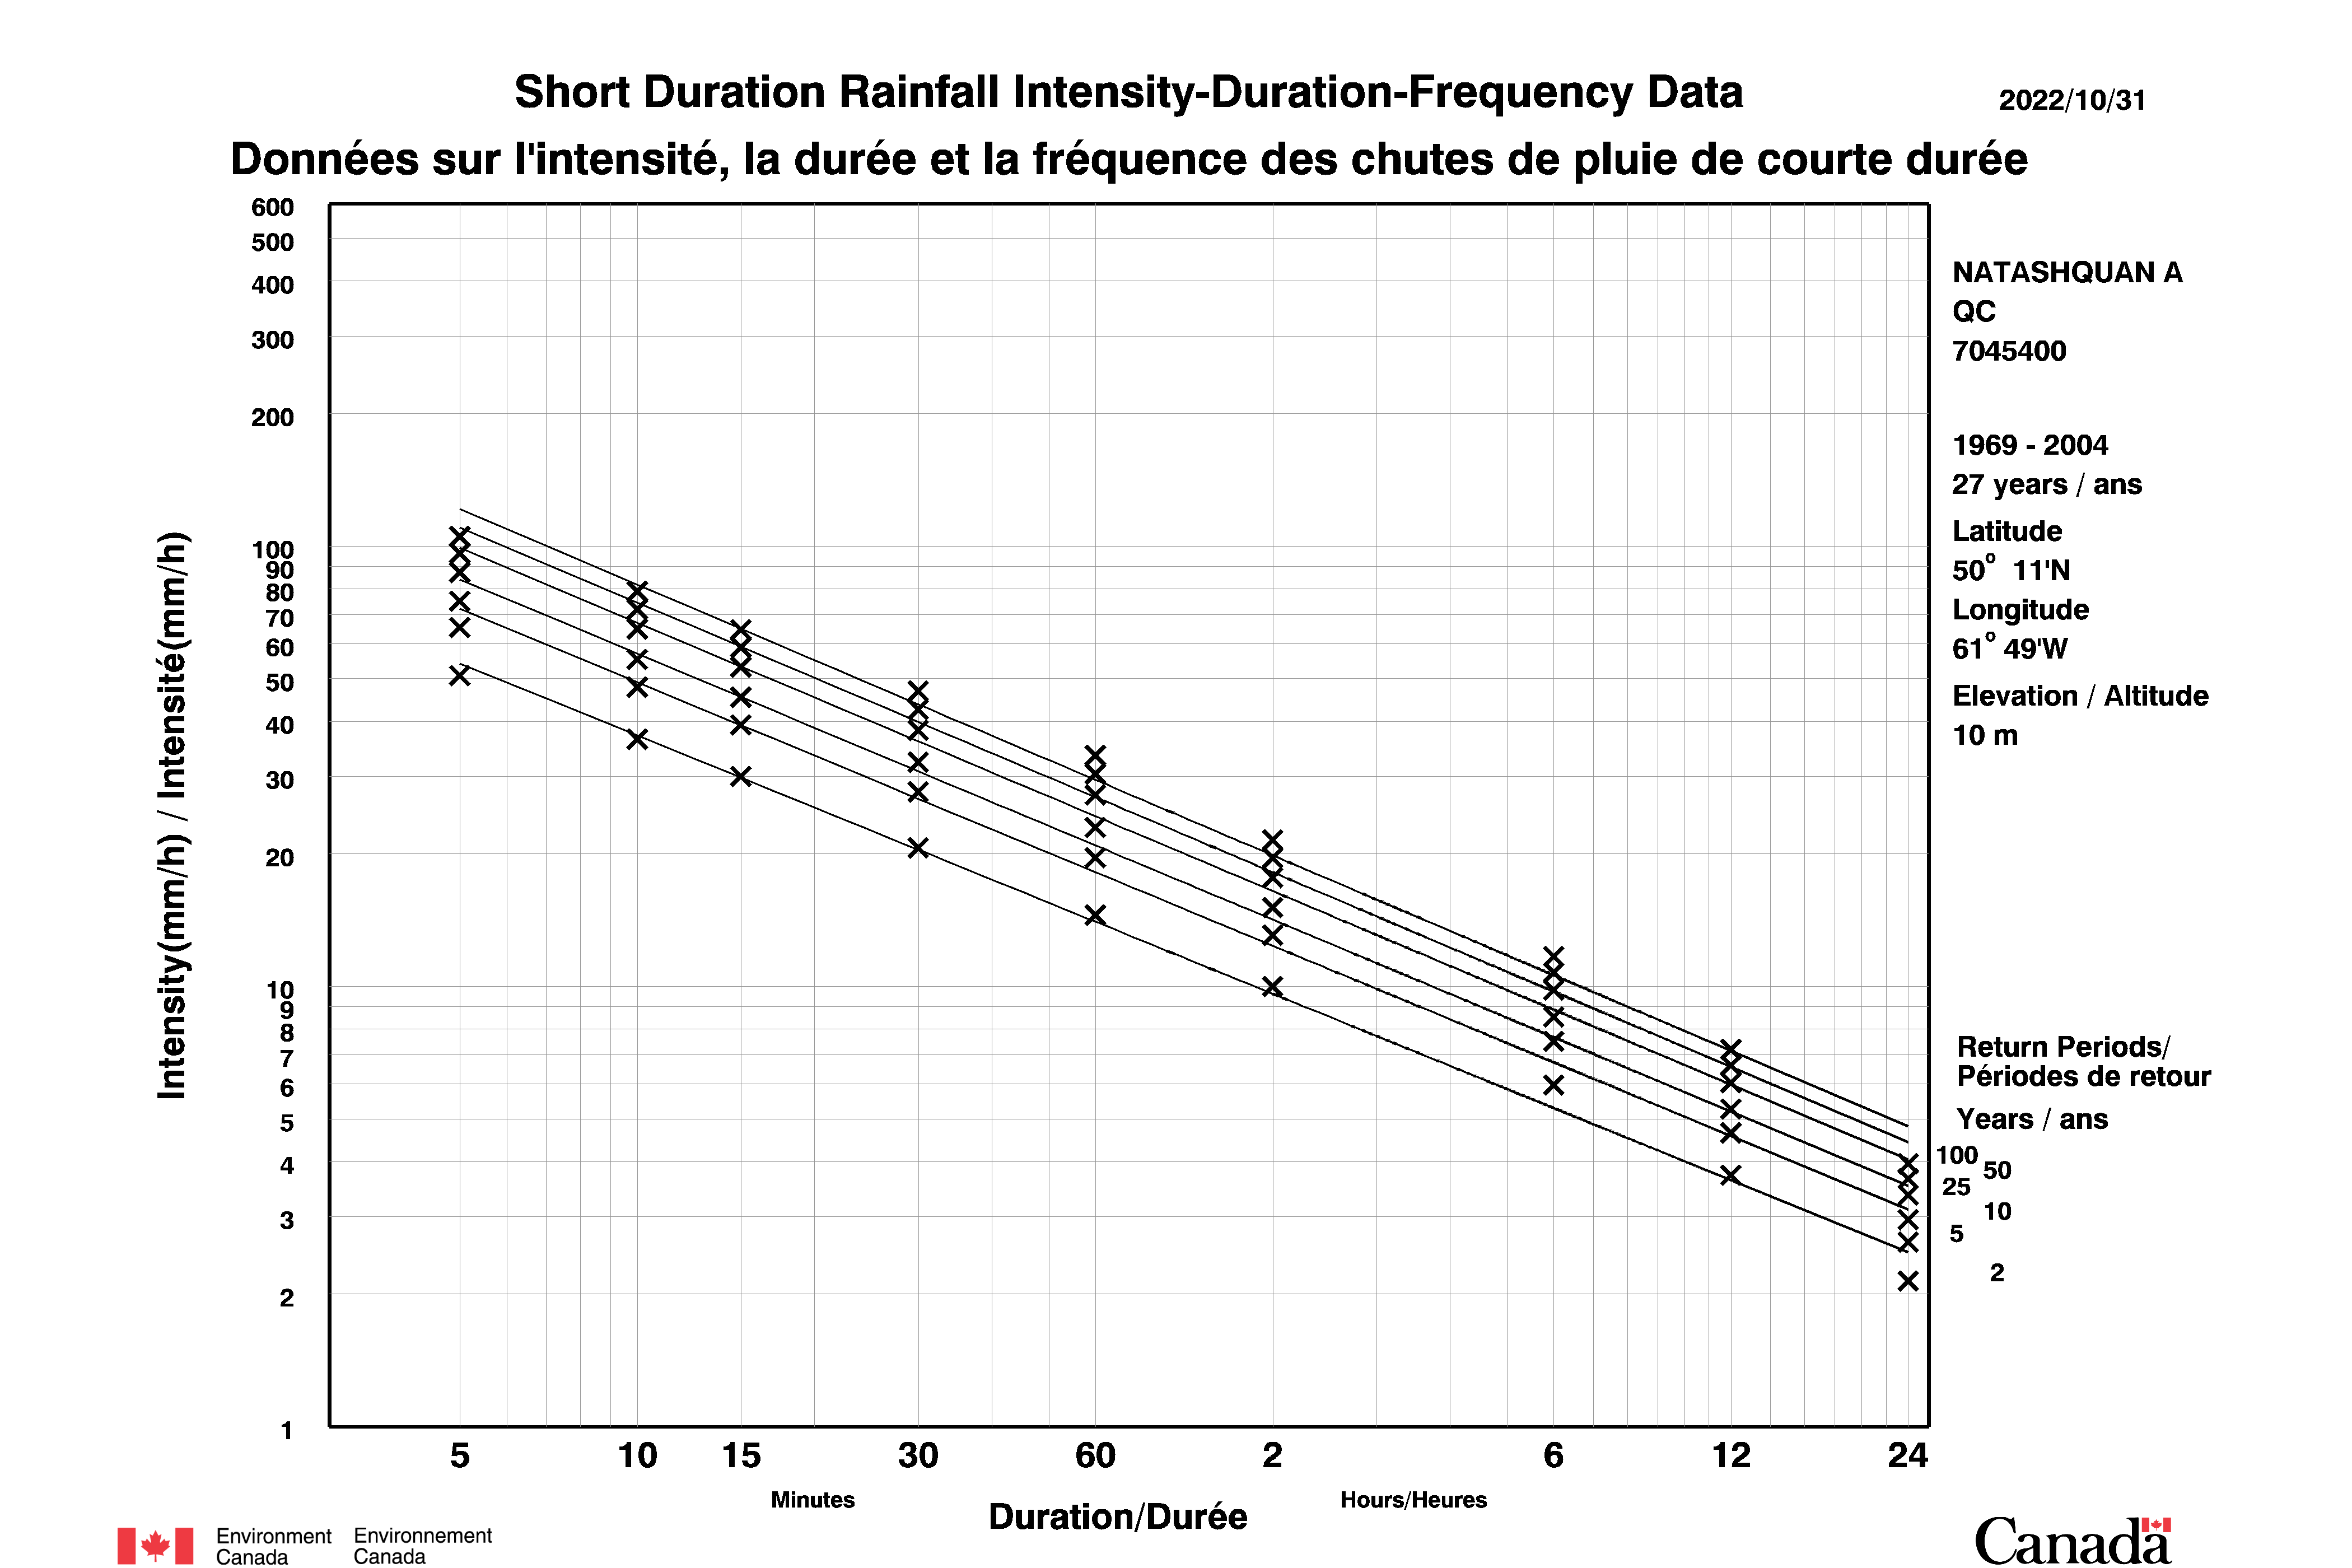 Short Duration Rainfall Intensity-Duration-Frequency Data
2022/10/31
Données sur l'intensité, la durée et la fréquence des chutes de pluie de courte durée
600
500
400
300
200
100
90
80
70
60
50
40
30
20
10
9
8
7
6
5
4
3
2
1
Intensity(mm/h) / Intensité(mm/h)
NATASHQUAN A
QC
7045400
1969 - 2004
27 years / ans
Latitude
50° 11'N
Longitude
61° 49'W
Elevation / Altitude
10 m
Return Periods/
Périodes de retour
Years / ans
100
50
25
10
5
2
5 10 15 30 60 2 6 12 24
Minutes
Hours/Heures
Duration/Durée
Environment Environnement
Canada Canada
Canada